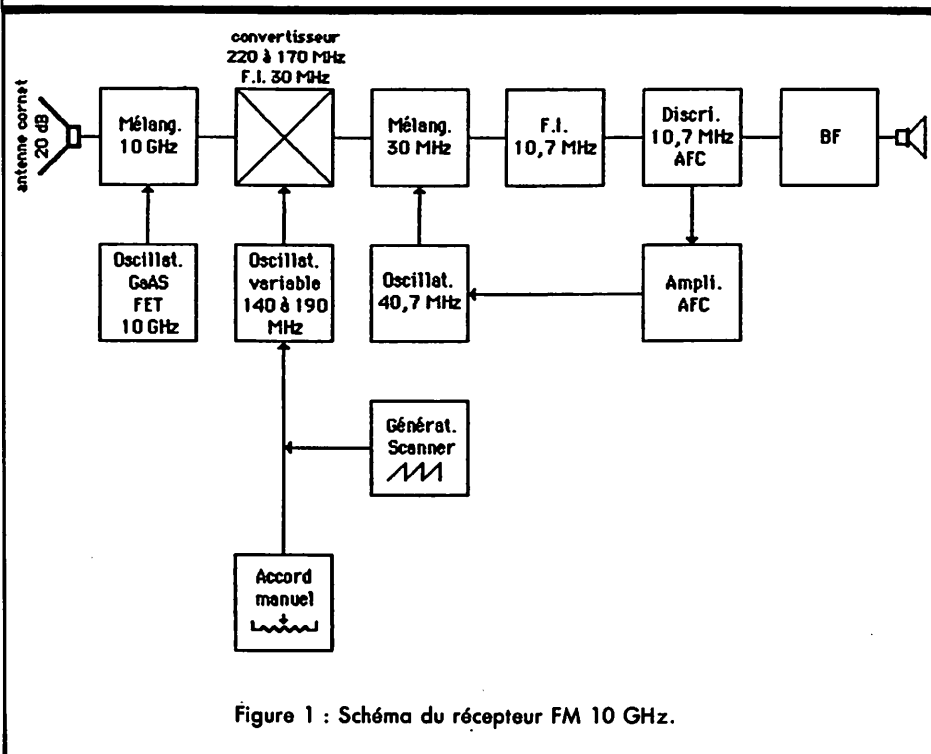 convertisseur
220 à 170 MHz
F.I. 30 MHz
antenne cornet
20 dB
Mélang.
10 GHz
Mélang.
30 MHz
F.I.
10,7 MHz
Discri.
10,7 MHz
AFC
BF
Oscillat.
GaAS
FET
10 GHz
Oscillat.
variable
140 à 190
MHz
Oscillat.
40,7 MHz
Ampli.
AFC
Générat.
Scanner
Accord
manuel
Figure 1 : Schéma du récepteur FM 10 GHz.